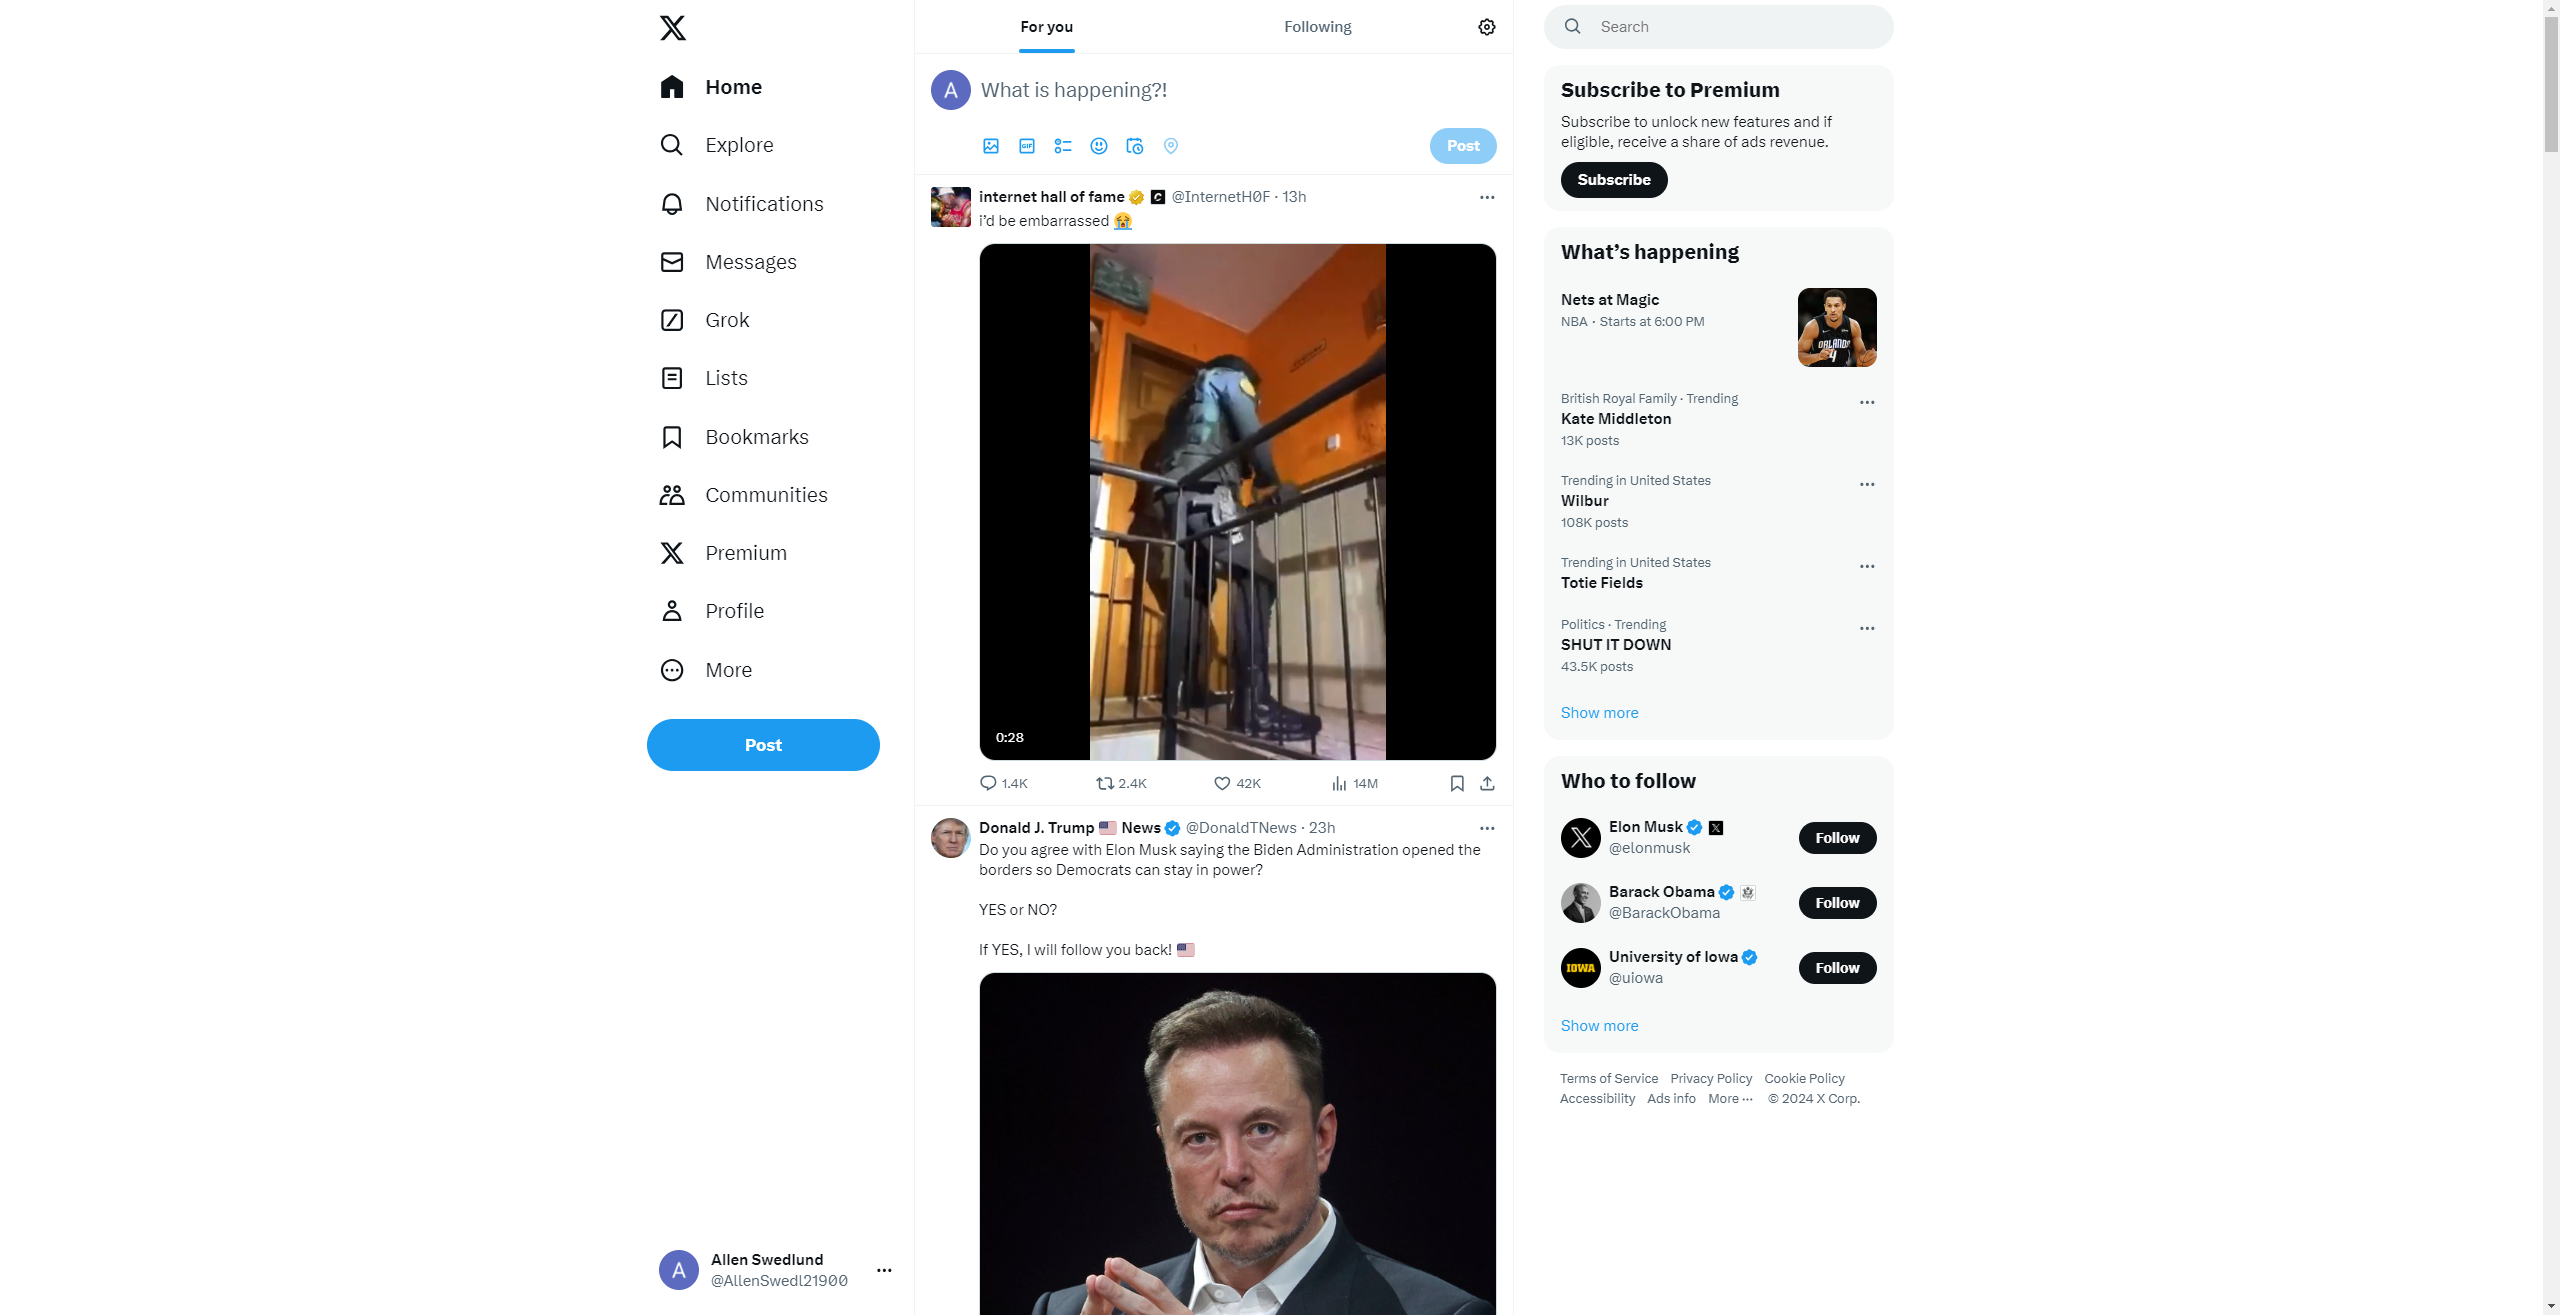 Home
Explore
Notifications
Messages
Grok
Lists
Bookmarks
Communities
Premium
Profile
More
Post
Allen Swedlund
@AllenSwedl21900
For you
Following
A
What is happening?!
GIF
Post
internet hall of fame @InternetH0F · 13h
i’d be embarrassed 😭
0:28
1.4K 2.4K 42K 14M
Donald J. Trump 🇺🇸 News @DonaldTNews · 23h
Do you agree with Elon Musk saying the Biden Administration opened the
borders so Democrats can stay in power?
YES or NO?
If YES, I will follow you back! 🇺🇸
Search
Subscribe to Premium
Subscribe to unlock new features and if
eligible, receive a share of ads revenue.
Subscribe
What’s happening
Nets at Magic
NBA · Starts at 6:00 PM
ORLANDO
4
British Royal Family · Trending
Kate Middleton
13K posts
Trending in United States
Wilbur
108K posts
Trending in United States
Totie Fields
Politics · Trending
SHUT IT DOWN
43.5K posts
Show more
Who to follow
Elon Musk
@elonmusk
Follow
Barack Obama
@BarackObama
Follow
IOWA
University of Iowa
@uiowa
Follow
Show more
Terms of Service Privacy Policy Cookie Policy
Accessibility Ads info More ··· © 2024 X Corp.
A